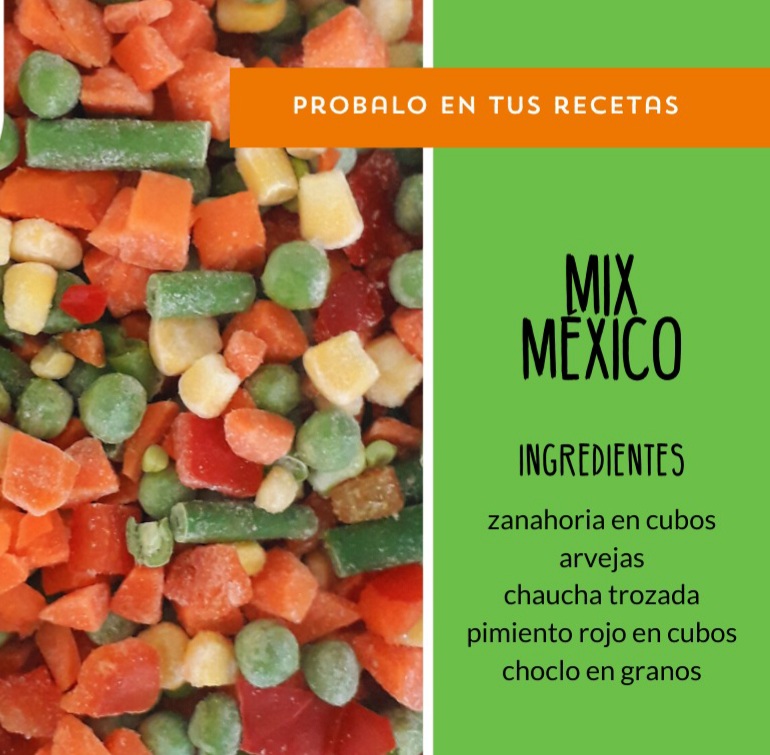 PROBALO EN TUS RECETAS
MIX
MÉXICO
INGREDIENTES
zanahoria en cubos
arvejas
chaucha trozada
pimiento rojo en cubos
choclo en granos